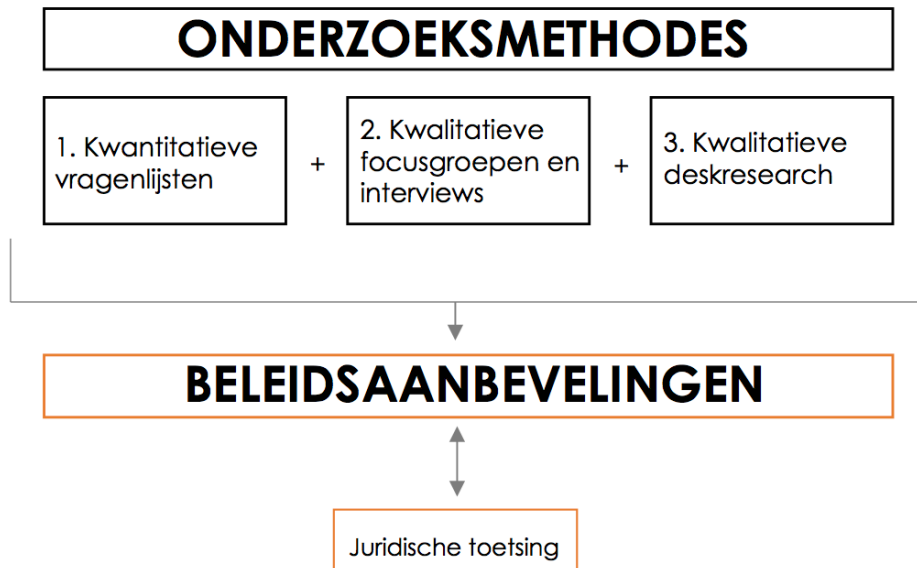 ONDERZOEKSMETHODES
1. Kwantitatieve
vragenlijsten
+
2. Kwalitatieve
focusgroepen en
interviews
+
3. Kwalitatieve
deskresearch
BELEIDSAANBEVELINGEN
Juridische toetsing